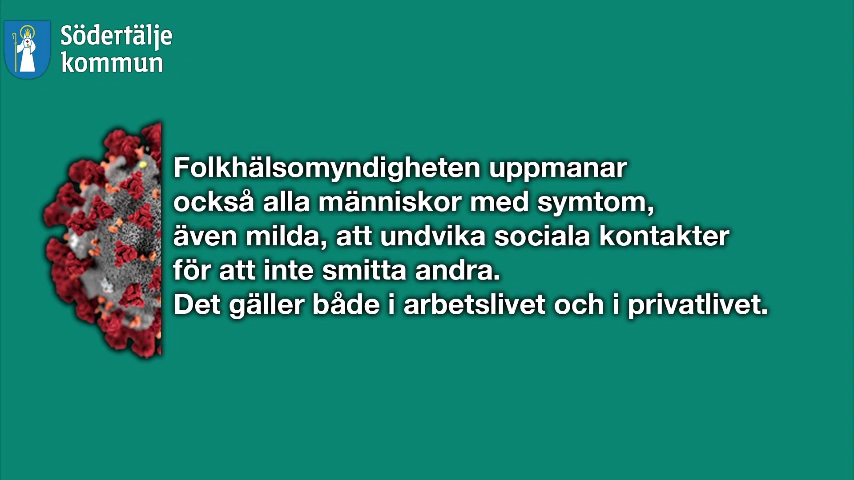 Södertälje
kommun
Folkhälsomyndigheten uppmanar
också alla människor med symtom,
även milda, att undvika sociala kontakter
för att inte smitta andra.
Det gäller både i arbetslivet och i privatlivet.